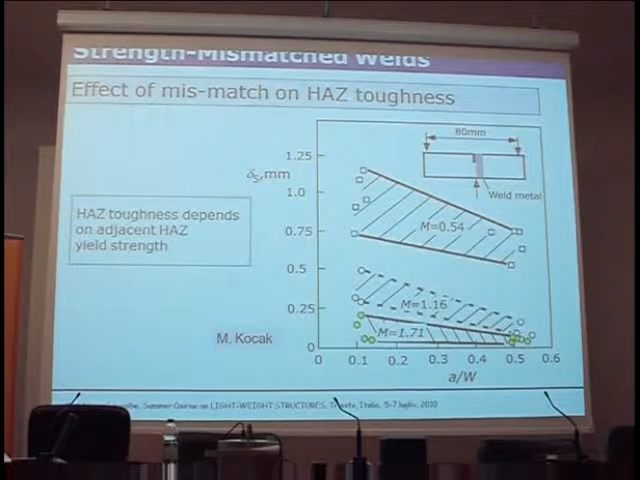 Strength-Mismatched Welds
Effect of mis-match on HAZ toughness
HAZ toughness depends
on adjacent HAZ
yield strength
M. Kocak
δ5,mm
1.25
1.0
0.75
0.5
0.25
0
80mm
Weld metal
M=0.54
M=1.16
M=1.71
0 0.1 0.2 0.3 0.4 0.5 0.6
a/W
Summer Course on LIGHT-WEIGHT STRUCTURES, Italia, 5-7 luglio, 2010